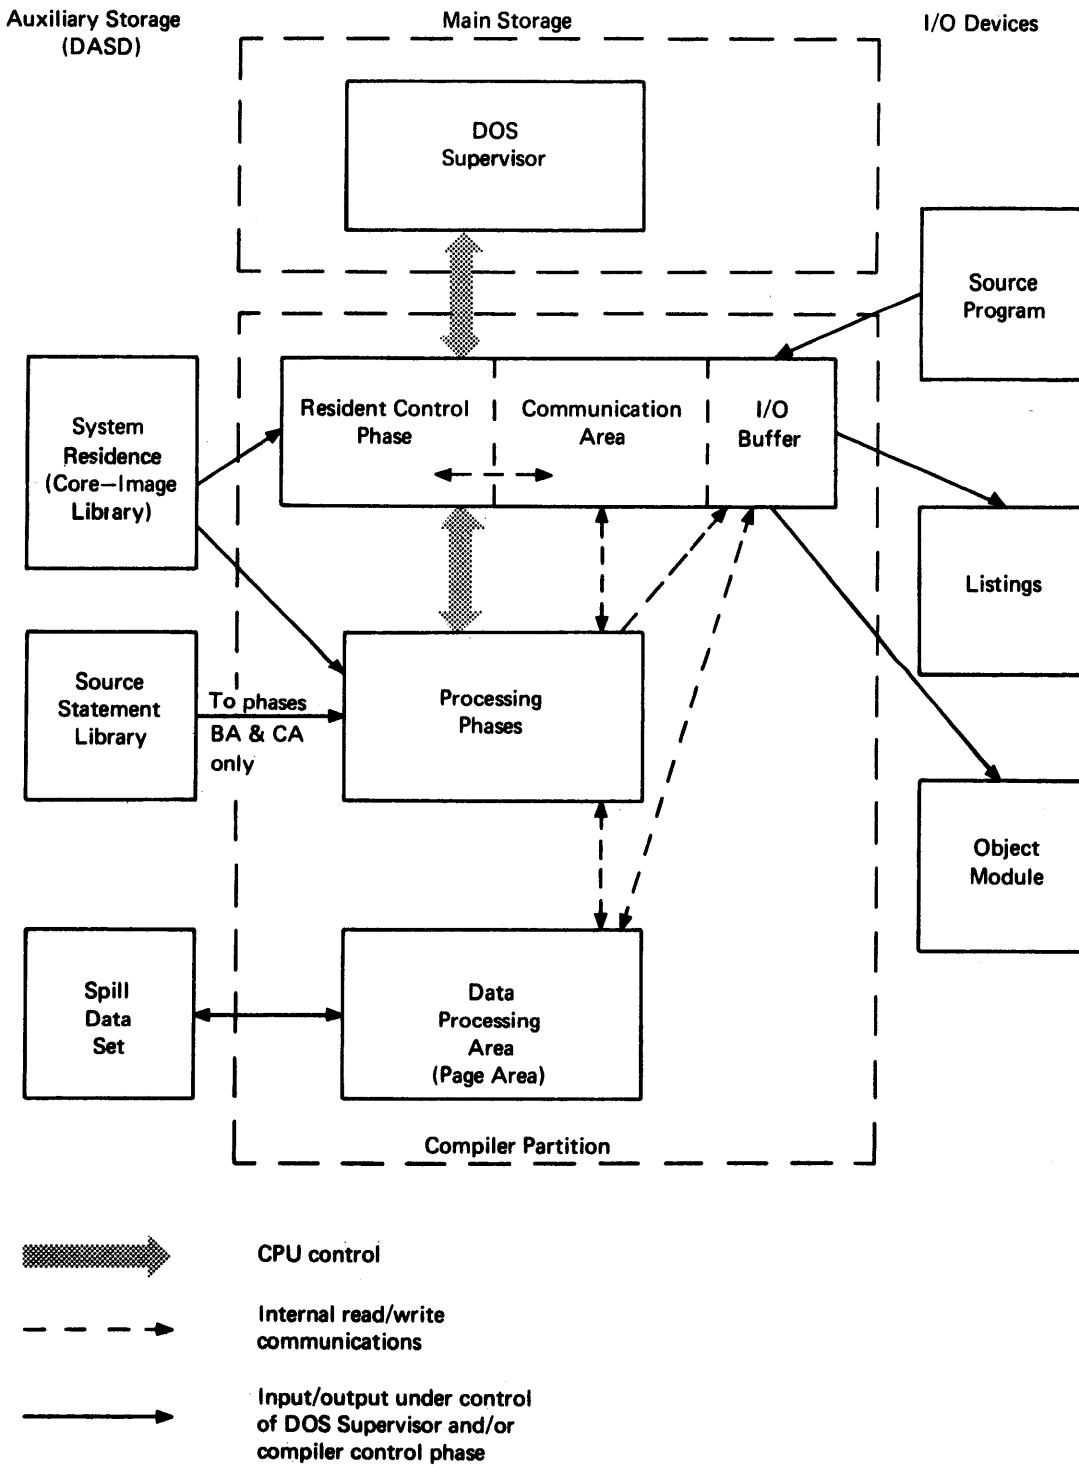 Auxiliary Storage
(DASD)
Main Storage
I/O Devices
DOS
Supervisor
Source
Program
System
Residence
(Core—Image
Library)
Resident Control
Phase
Communication
Area
I/O
Buffer
Listings
Source
Statement
Library
To phases
BA & CA
only
Processing
Phases
Object
Module
Spill
Data
Set
Data
Processing
Area
(Page Area)
Compiler Partition
CPU control
Internal read/write
communications
Input/output under control
of DOS Supervisor and/or
compiler control phase